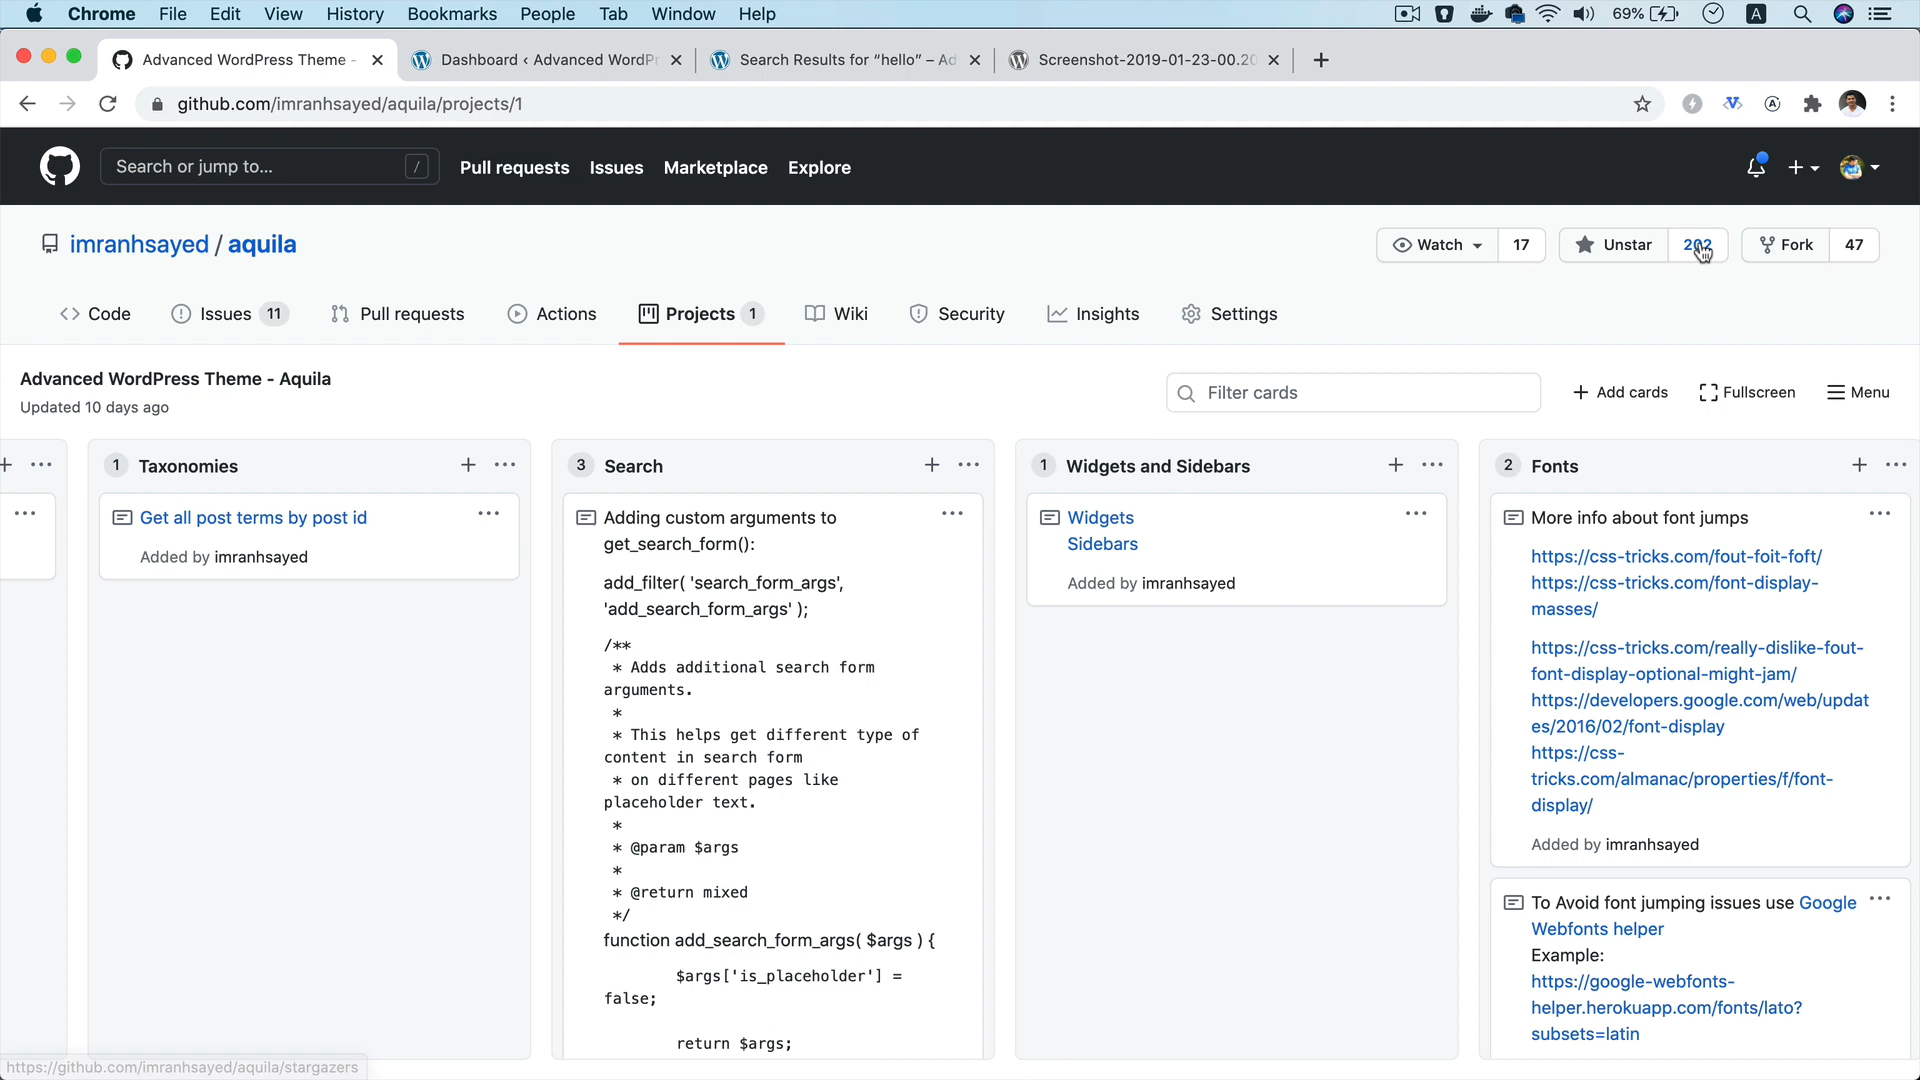 Chrome File Edit View History Bookmarks People Tab Window Help 69% A
Advanced WordPress Theme - Dashboard ‹ Advanced WordPr Search Results for “hello” – Ad Screenshot-2019-01-23-00.20
github.com/imranhsayed/aquila/projects/1
Search or jump to... / Pull requests Issues Marketplace Explore
imranhsayed / aquila Watch 17 Unstar 202 Fork 47
Code Issues 11 Pull requests Actions Projects 1 Wiki Security Insights Settings
Advanced WordPress Theme - Aquila
Updated 10 days ago
Filter cards + Add cards Fullscreen Menu
1 Taxonomies
Get all post terms by post id
Added by imranhsayed
3 Search
Adding custom arguments to
get_search_form():
add_filter( 'search_form_args',
'add_search_form_args' );
/**
* Adds additional search form
arguments.
*
* This helps get different type of
content in search form
* on different pages like
placeholder text.
*
* @param $args
*
* @return mixed
*/
function add_search_form_args( $args ) {
$args['is_placeholder'] =
false;
return $args;
1 Widgets and Sidebars
Widgets
Sidebars
Added by imranhsayed
2 Fonts
More info about font jumps
https://css-tricks.com/fout-foit-foft/
https://css-tricks.com/font-display-
masses/
https://css-tricks.com/really-dislike-fout-
font-display-optional-might-jam/
https://developers.google.com/web/updat
es/2016/02/font-display
https://css-
tricks.com/almanac/properties/f/font-
display/
Added by imranhsayed
To Avoid font jumping issues use Google
Webfonts helper
Example:
https://google-webfonts-
helper.herokuapp.com/fonts/lato?
subsets=latin
https://github.com/imranhsayed/aquila/stargazers